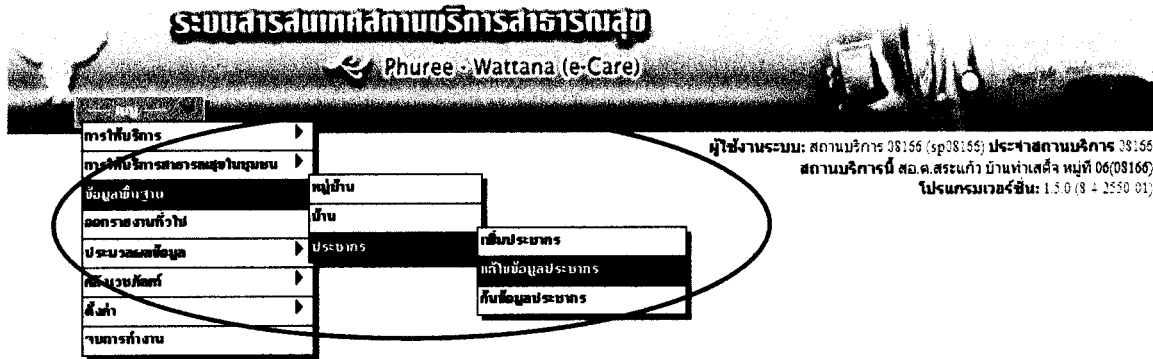 ระบบสารสนเทศสถานบริการสาธารณสุข
Phuree - Wattana (e-Care)
เมนู
ผู้ใช้งานระบบ: สถานบริการ 08166 (sp08166) ประจำสถานบริการ 08166
สถานบริการนี้ สอ.ต.สระแก้ว บ้านท่าเสด็จ หมู่ที่ 06(08166)
โปรแกรมเวอร์ชั่น: 1.5.0 (8-4-2550-01)
การให้บริการ
การให้บริการสาธารณสุขในชุมชน
ข้อมูลพื้นฐาน
ออกรายงานทั่วไป
ประมวลผลข้อมูล
คลังเวชภัณฑ์
ตั้งค่า
จบการทำงาน
หมู่บ้าน
บ้าน
ประชากร
เพิ่มประชากร
แก้ไขข้อมูลประชากร
ค้นข้อมูลประชากร